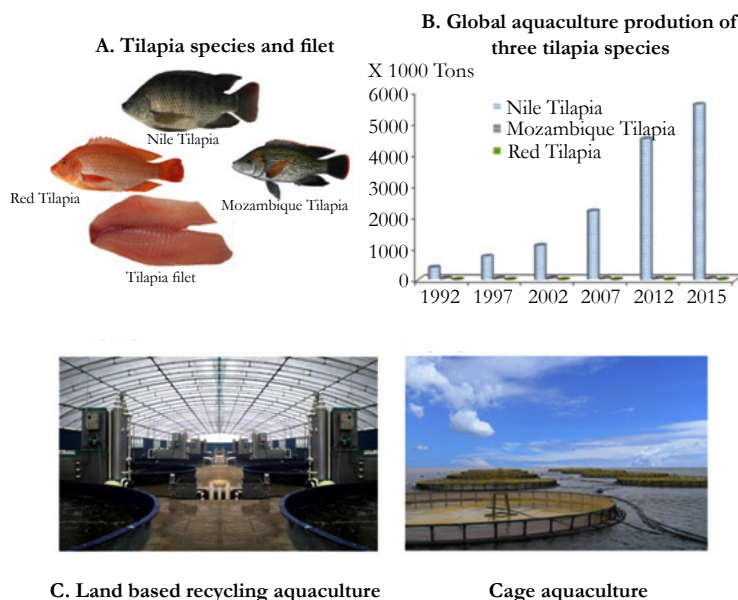 A. Tilapia species and filet
Nile Tilapia
Red Tilapia
Mozambique Tilapia
Tilapia filet
B. Global aquaculture prodution of
three tilapia species
X 1000 Tons
6000
5000
4000
3000
2000
1000
0
Nile Tilapia
Mozambique Tilapia
Red Tilapia
1992 1997 2002 2007 2012 2015
C. Land based recycling aquaculture
Cage aquaculture